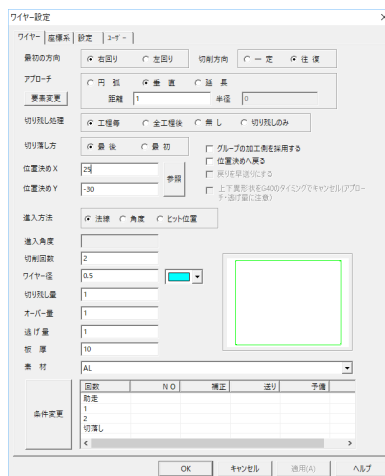 ワイヤー設定
ワイヤー 座標系 設定 ユーザー
最初の方向 右回り 左回り 切削方向 一 定 往 復
アプローチ 円 弧 垂 直 延 長
要素変更 距離 1 半径 0
切り残し処理 工程毎 全工程後 無 し 切り残しのみ
切り落し方 最 後 最 初 グループの加工側を採用する
位置決めX 25 参照 位置決めへ戻る
戻りを早送りにする
位置決めY -30 上下異形状をG40のタイミングでキャンセル(アプロー
チ・逃げ量に注意)
進入方法 法線 角度 ヒット位置
進入角度
切削回数 2
ワイヤー径 0.5
切り残し量 1
オーバー量 1
逃 げ 量 1
板 厚 10
素 材 AL
条件変更 回数 N O 補正 送り 予備
助走
1
2
切落し
OK キャンセル 適用(A) ヘルプ